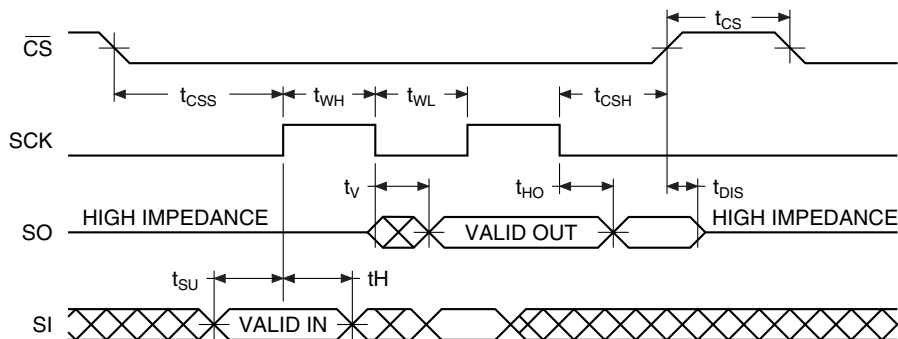 tCS
CS
tCSS
tWH
tWL
tCSH
SCK
tV
tHO
tDIS
HIGH IMPEDANCE
HIGH IMPEDANCE
SO
VALID OUT
tSU
tH
SI
VALID IN